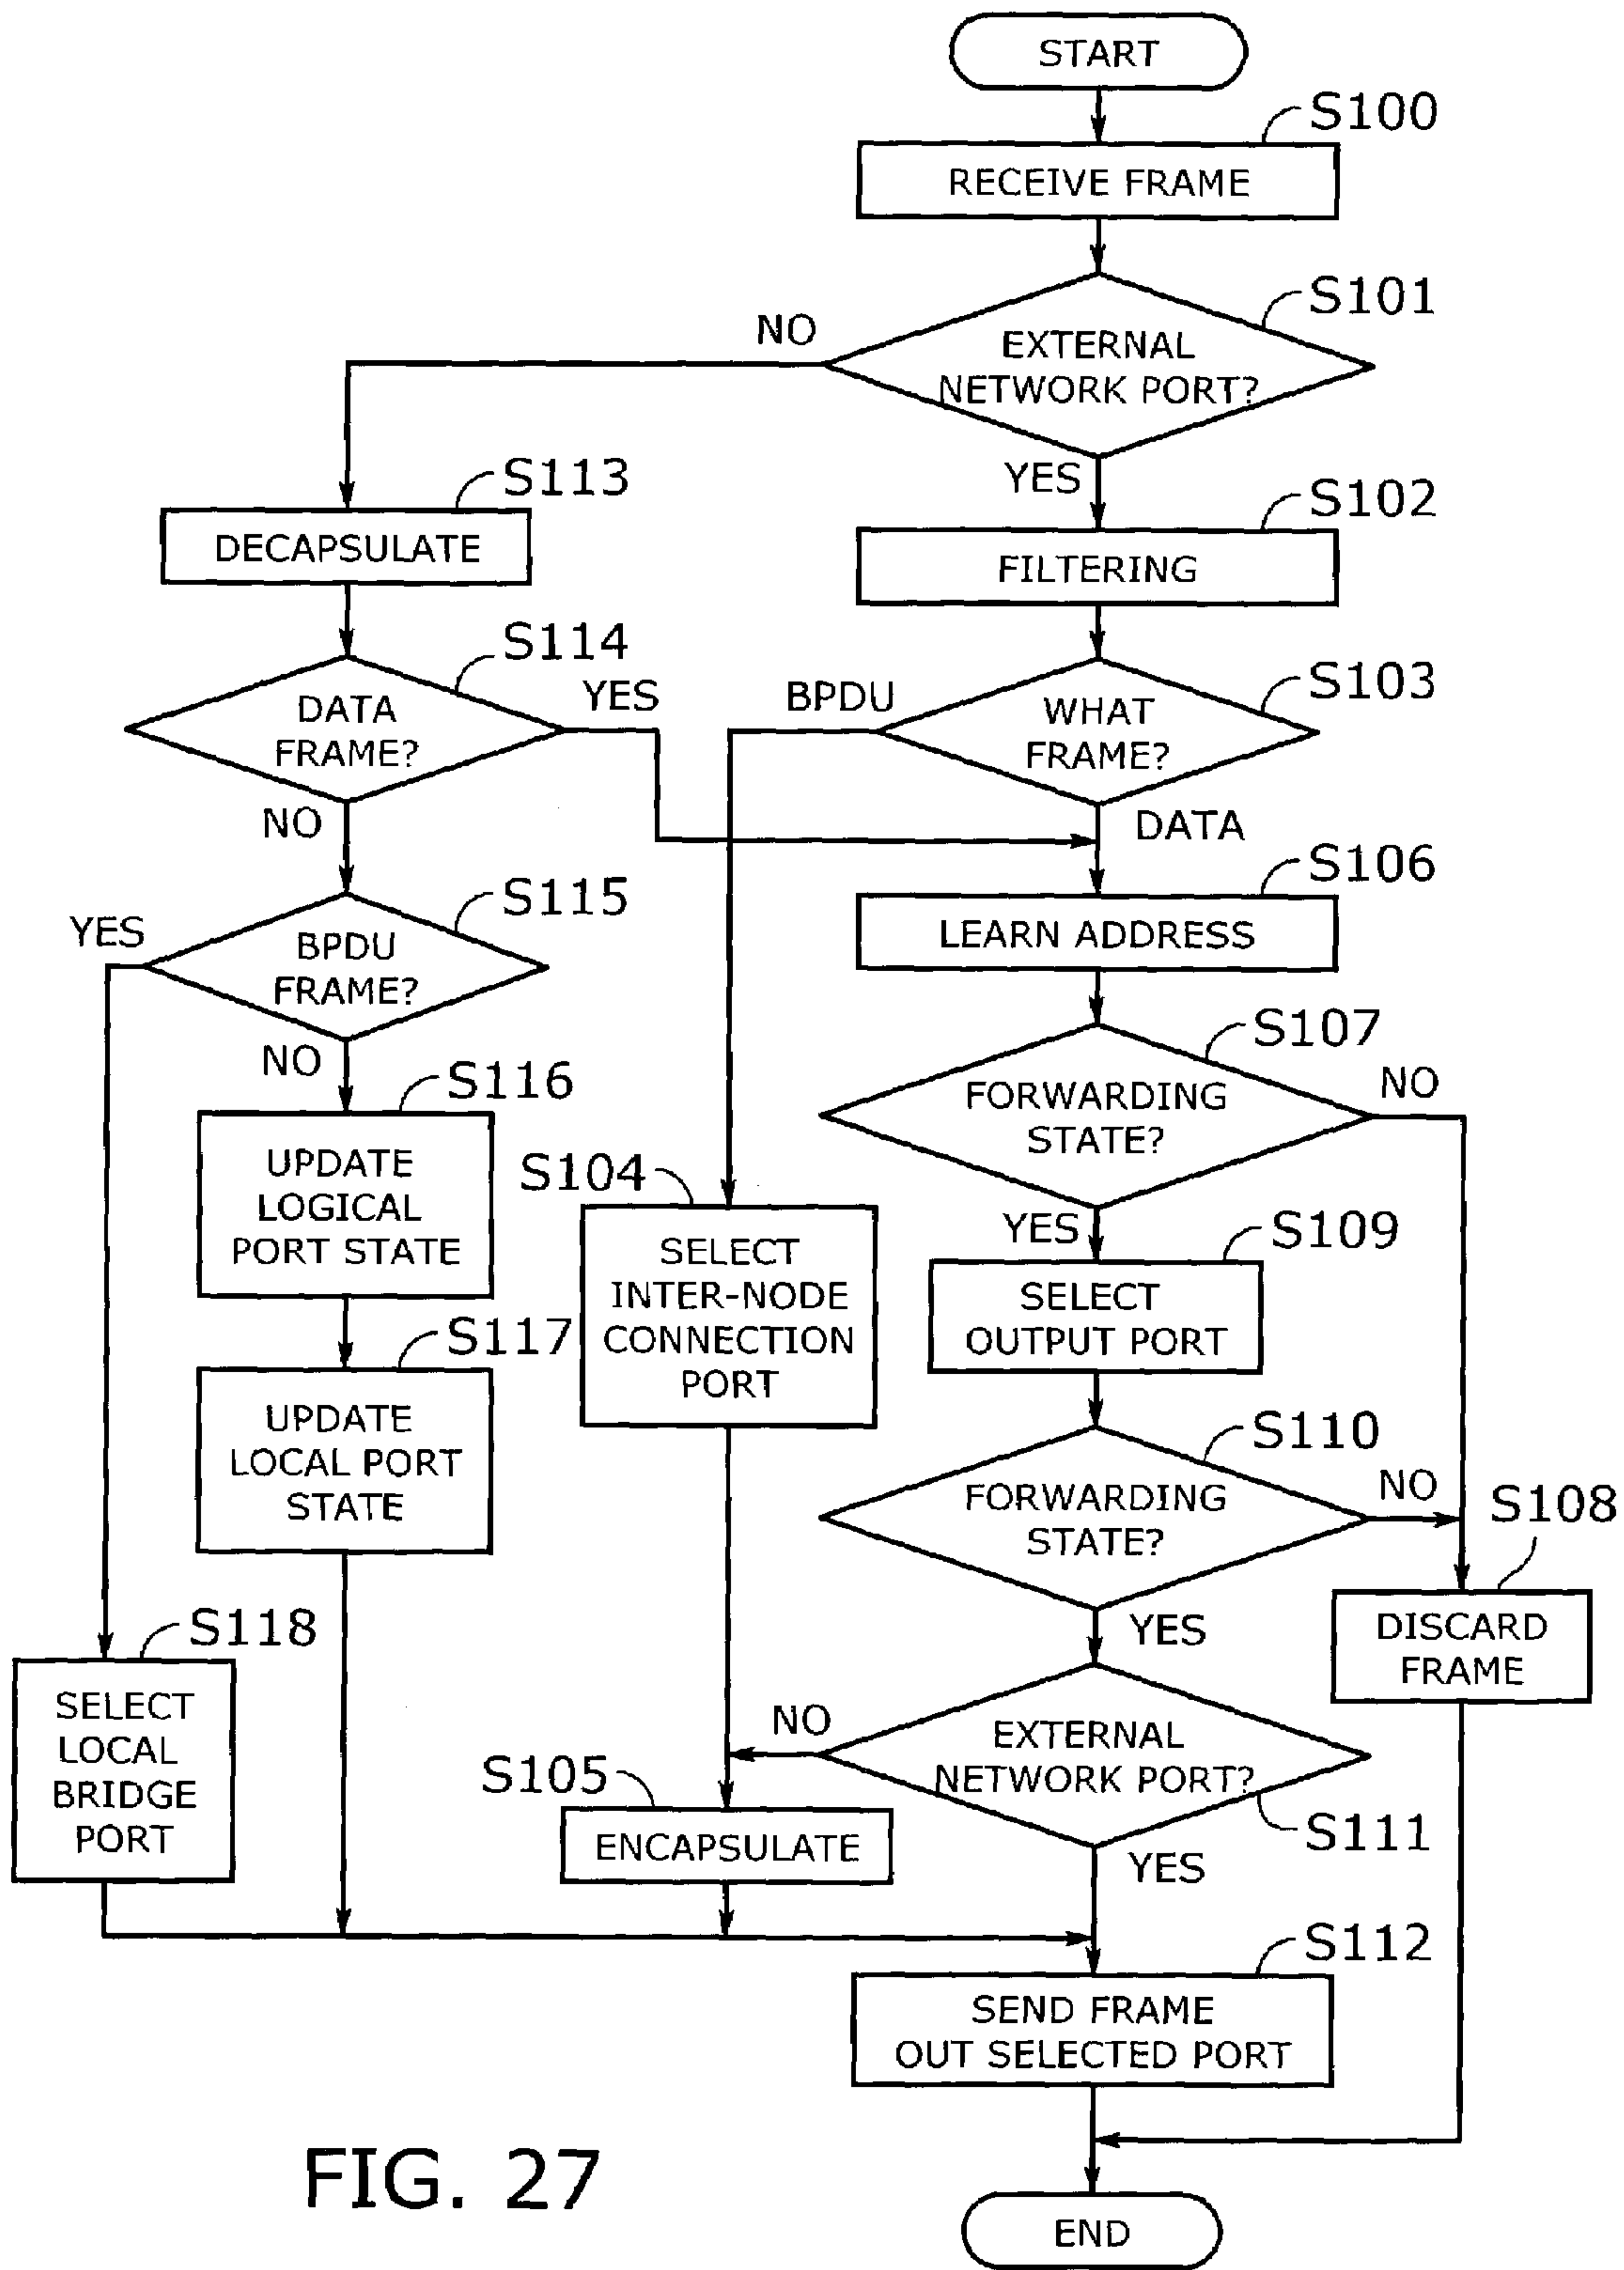 START
S100
RECEIVE FRAME
S101
NO
EXTERNAL
NETWORK PORT?
YES
S113
S102
DECAPSULATE
FILTERING
S114
YES
BPDU
S103
DATA
FRAME?
WHAT
FRAME?
NO
DATA
S115
S106
YES
BPDU
FRAME?
LEARN ADDRESS
NO
S107
NO
S116
FORWARDING
STATE?
UPDATE
LOGICAL
PORT STATE
S104
YES
S109
SELECT
INTER-NODE
CONNECTION
PORT
SELECT
OUTPUT PORT
S117
UPDATE
LOCAL PORT
STATE
S110
NO
FORWARDING
STATE?
S108
S118
YES
DISCARD
FRAME
SELECT
LOCAL
BRIDGE
PORT
NO
EXTERNAL
NETWORK PORT?
S105
S111
ENCAPSULATE
YES
S112
SEND FRAME
OUT SELECTED PORT
FIG. 27
END